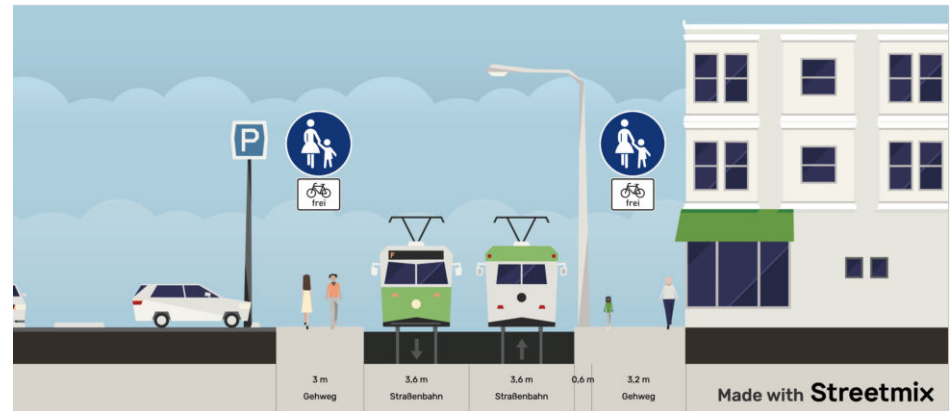 P
frei
frei
F
3 m
Gehweg
3,6 m
Straßenbahn
3,6 m
Straßenbahn
0,6 m
3,2 m
Gehweg
Made with Streetmix